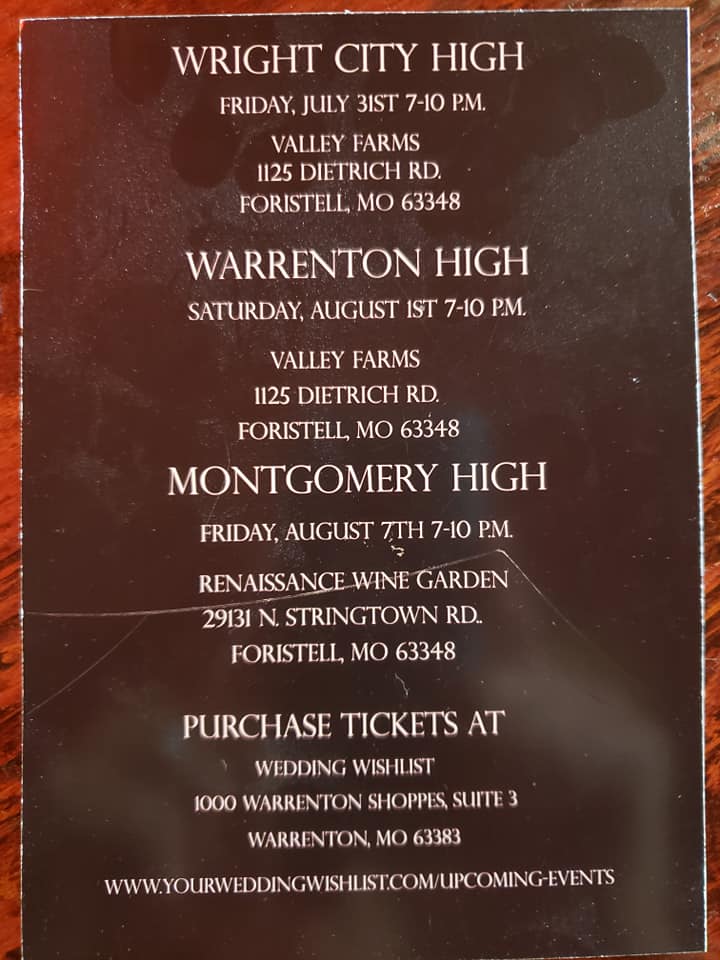 WRIGHT CITY HIGH
FRIDAY, JULY 31ST 7-10 P.M.
VALLEY FARMS
1125 DIETRICH RD.
FORISTELL, MO 63348
WARRENTON HIGH
SATURDAY, AUGUST 1ST 7-10 P.M.
VALLEY FARMS
1125 DIETRICH RD.
FORISTELL, MO 63348
MONTGOMERY HIGH
FRIDAY, AUGUST 7TH 7-10 P.M.
RENAISSANCE WINE GARDEN
29131 N. STRINGTOWN RD..
FORISTELL, MO 63348
PURCHASE TICKETS AT
WEDDING WISHLIST
1000 WARRENTON SHOPPES, SUITE 3
WARRENTON, MO 63383
WWW.YOURWEDDINGWISHLIST.COM/UPCOMING-EVENTS